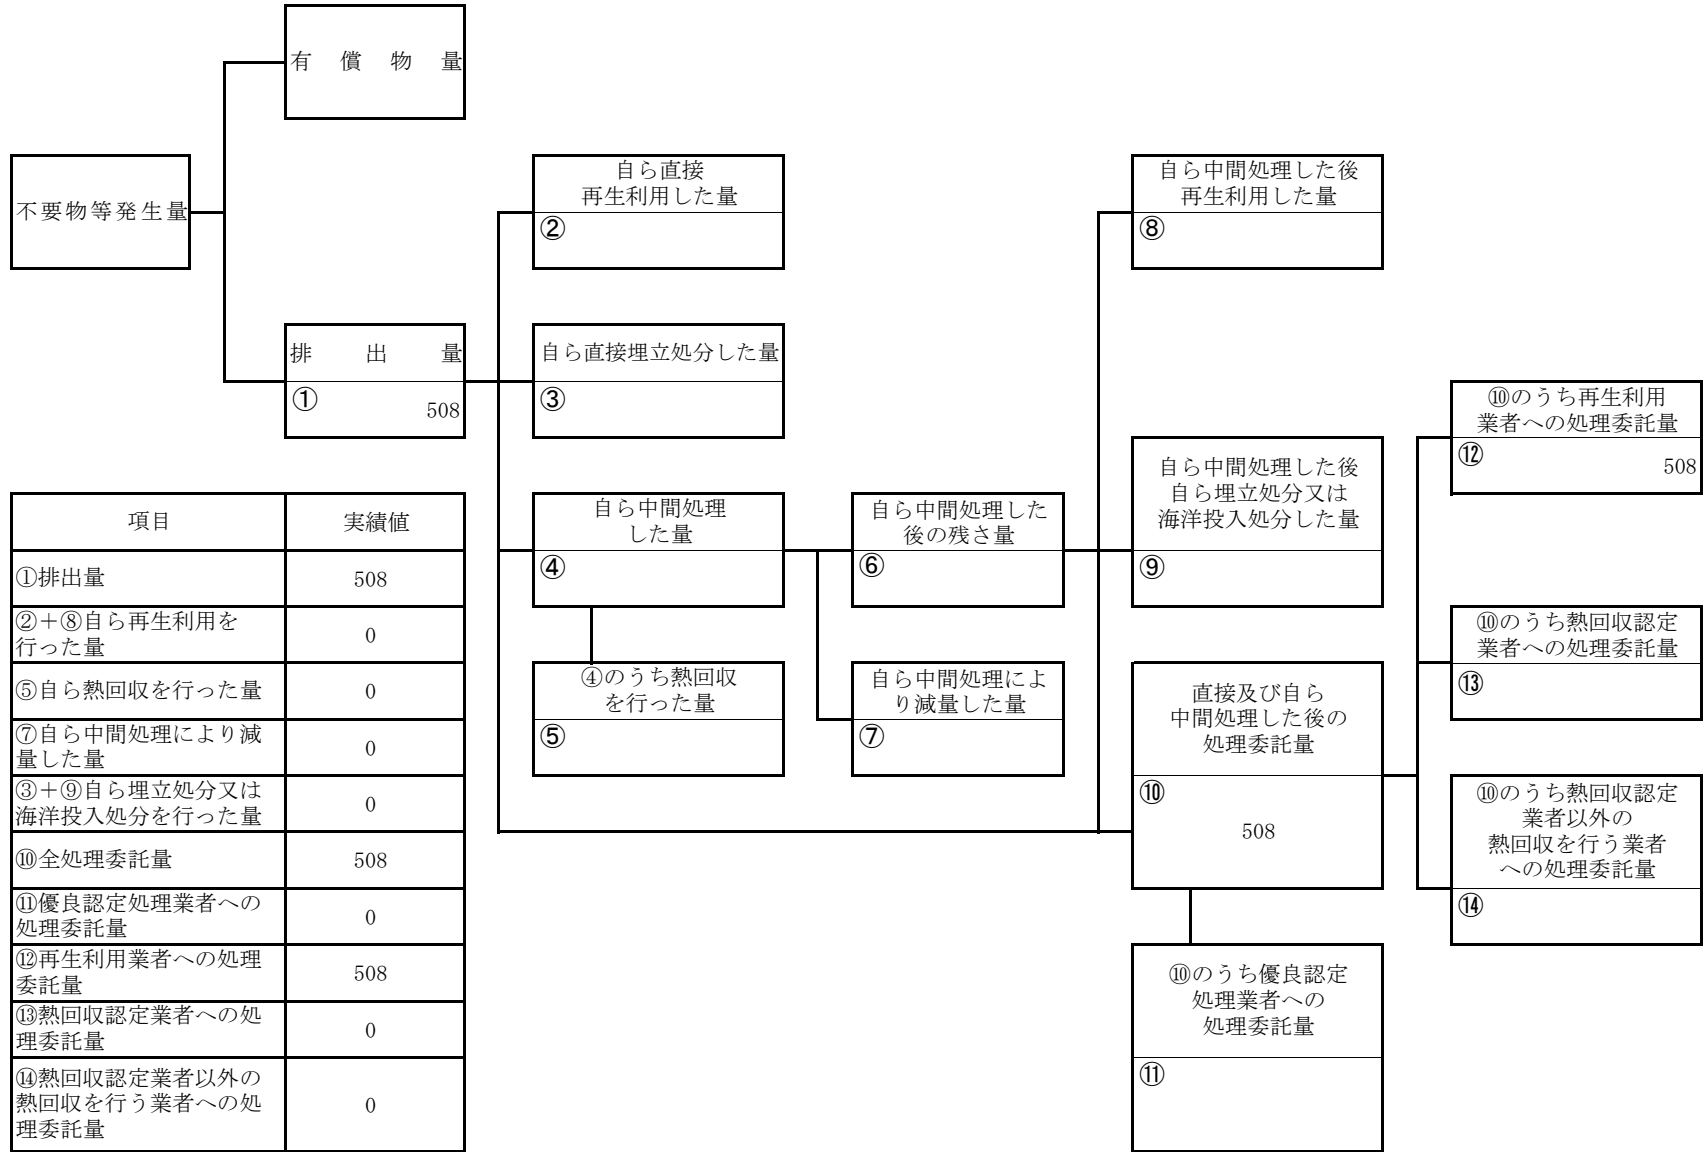 有償物量
不要物等発生量
排出量
①
508
自ら直接
再生利用した量
②
自ら直接埋立処分した量
③
自ら中間処理
した量
④
④のうち熱回収
を行った量
⑤
自ら中間処理した
後の残さ量
⑥
自ら中間処理によ
り減量した量
⑦
自ら中間処理した後
再生利用した量
⑧
自ら中間処理した後
自ら埋立処分又は
海洋投入処分した量
⑨
直接及び自ら
中間処理した後の
処理委託量
⑩
508
⑩のうち優良認定
処理業者への
処理委託量
⑪
⑩のうち再生利用
業者への処理委託量
⑫
508
⑩のうち熱回収認定
業者への処理委託量
⑬
⑩のうち熱回収認定
業者以外の
熱回収を行う業者
への処理委託量
⑭
項目 実績値
①排出量 508
②＋⑧自ら再生利用を
行った量 0
⑤自ら熱回収を行った量 0
⑦自ら中間処理により減
量した量 0
③＋⑨自ら埋立処分又は
海洋投入処分を行った量 0
⑩全処理委託量 508
⑪優良認定処理業者への
処理委託量 0
⑫再生利用業者への処理
委託量 508
⑬熱回収認定業者への処
理委託量 0
⑭熱回収認定業者以外の
熱回収を行う業者への処
理委託量 0